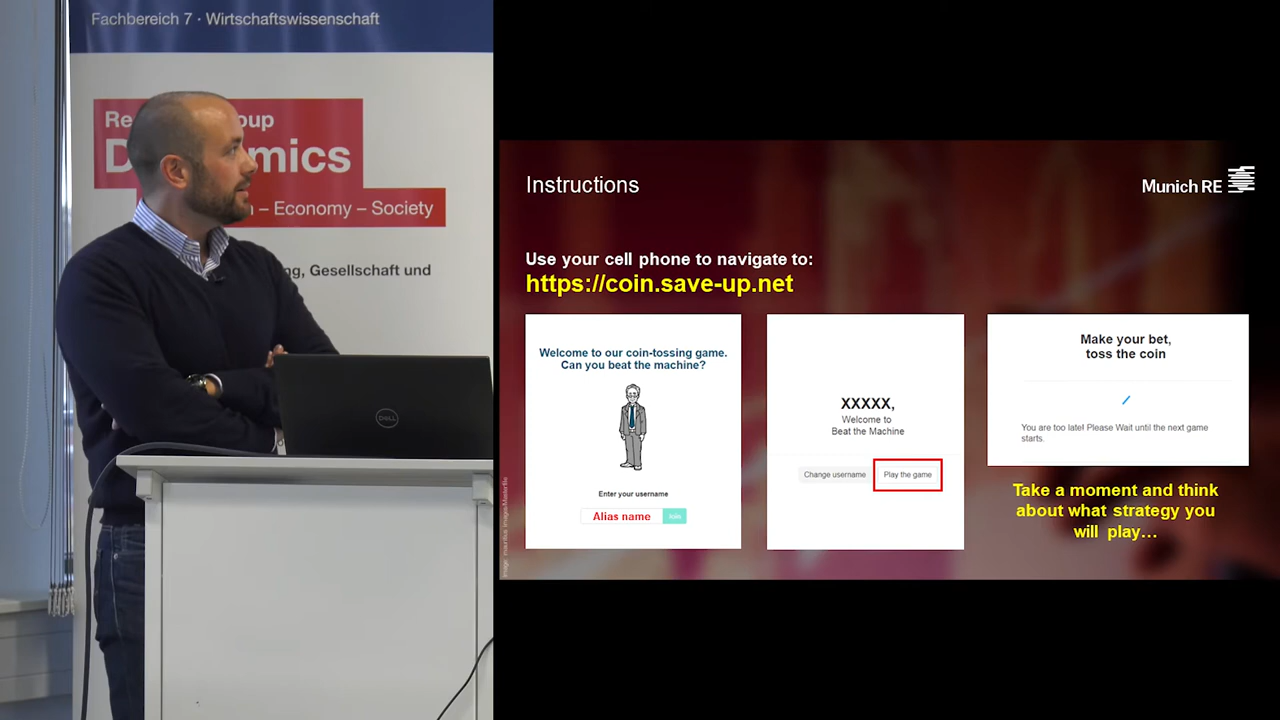 Fachbereich 7 · Wirtschaftswissenschaft
Re oup
D mics
– Economy – Society
ng, Gesellschaft und
DELL
Instructions
Munich RE
Use your cell phone to navigate to:
https://coin.save-up.net
Welcome to our coin-tossing game.
Can you beat the machine?
Enter your username
Alias name Join
XXXXX,
Welcome to
Beat the Machine
Change username Play the game
Make your bet,
toss the coin
You are too late! Please Wait until the next game
starts.
Take a moment and think
about what strategy you
will play…